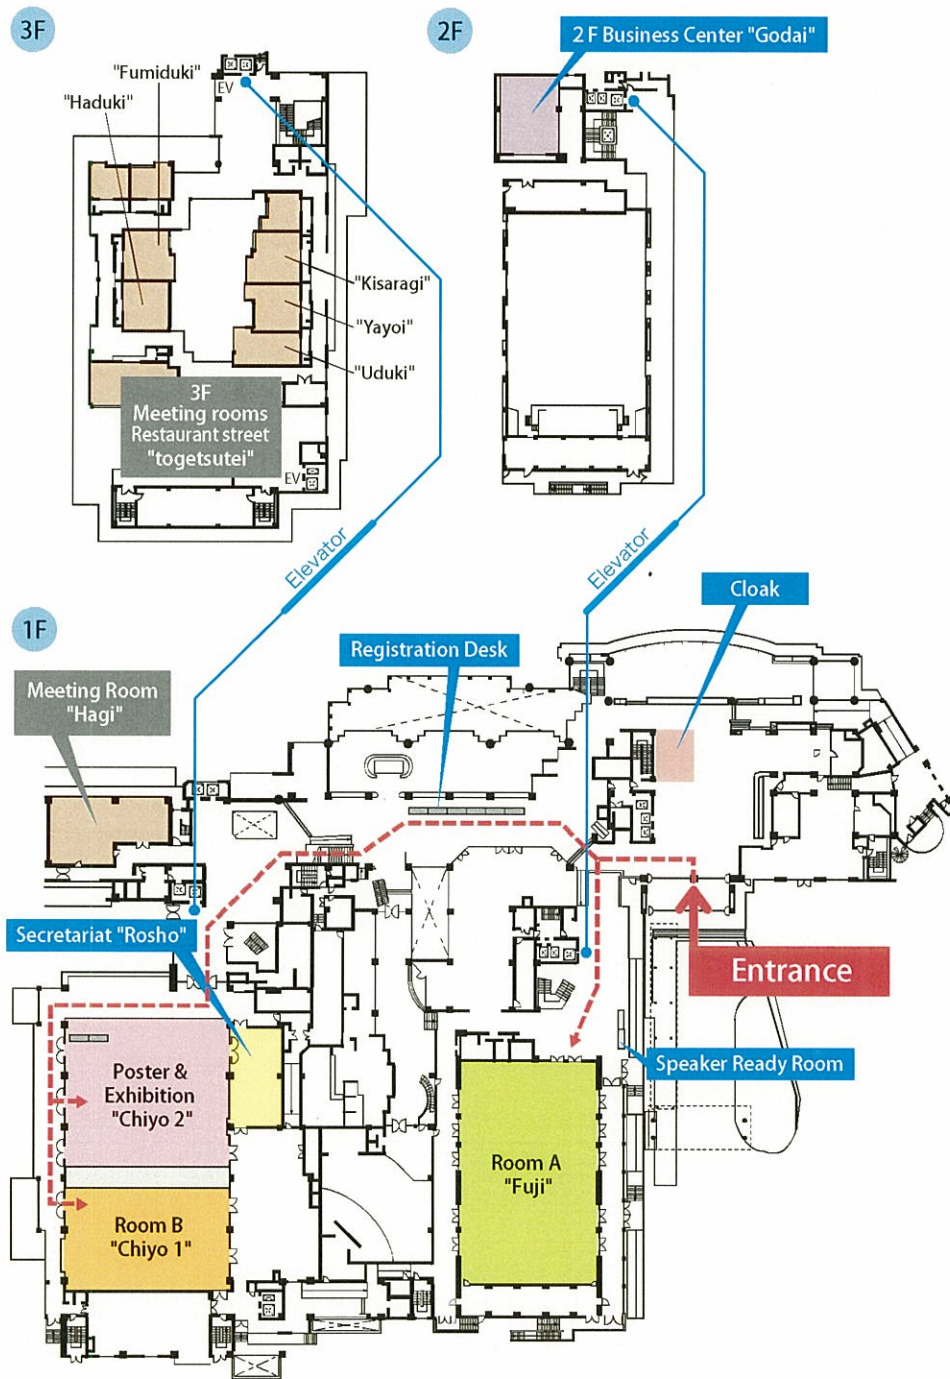 3F
2F
2F Business Center "Godai"
EV
"Fumiduki"
"Haduki"
"Kisaragi"
"Yayoi"
"Uduki"
3F
Meeting rooms
Restaurant street
"togetsutei"
EV
Elevator
Elevator
1F
Cloak
Registration Desk
Meeting Room
"Hagi"
Secretariat "Rosho"
Entrance
Speaker Ready Room
Poster &
Exhibition
"Chiyo 2"
Room A
"Fuji"
Room B
"Chiyo 1"